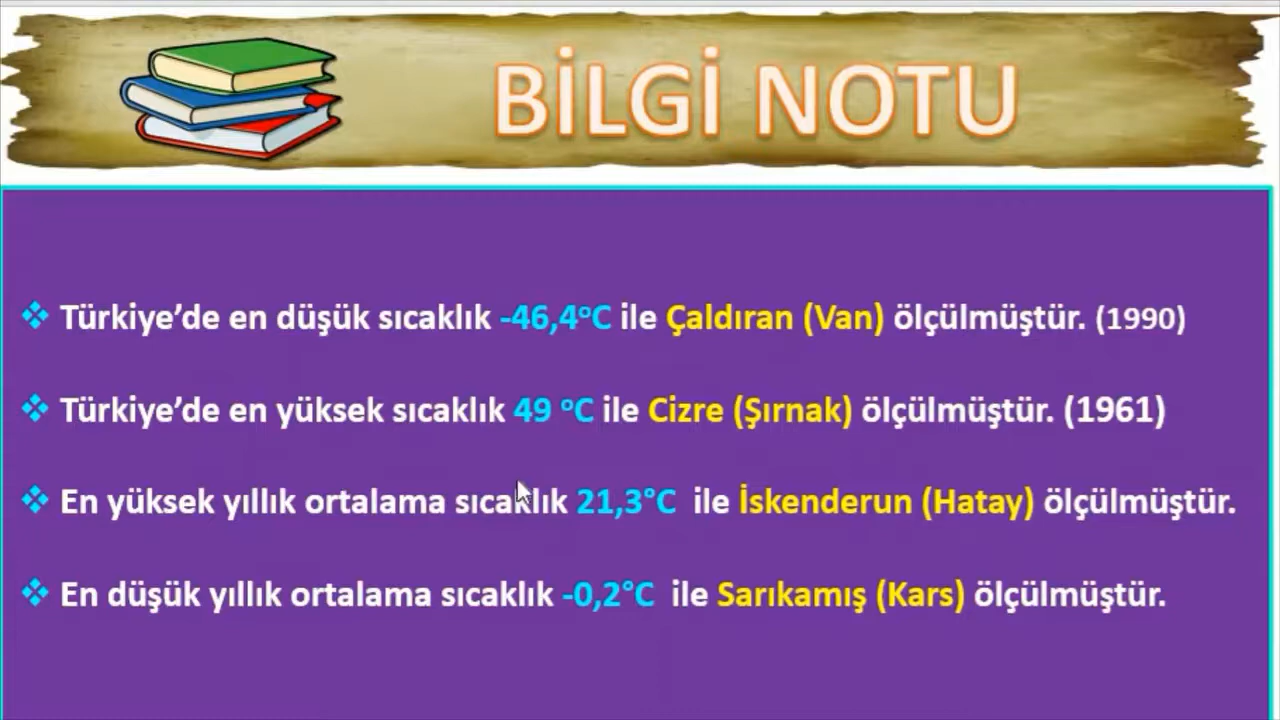 BİLGİ NOTU
❖ Türkiye’de en düşük sıcaklık -46,4ᵒC ile Çaldıran (Van) ölçülmüştür. (1990)
❖ Türkiye’de en yüksek sıcaklık 49 ᵒC ile Cizre (Şırnak) ölçülmüştür. (1961)
❖ En yüksek yıllık ortalama sıcaklık 21,3°C ile İskenderun (Hatay) ölçülmüştür.
❖ En düşük yıllık ortalama sıcaklık -0,2°C ile Sarıkamış (Kars) ölçülmüştür.